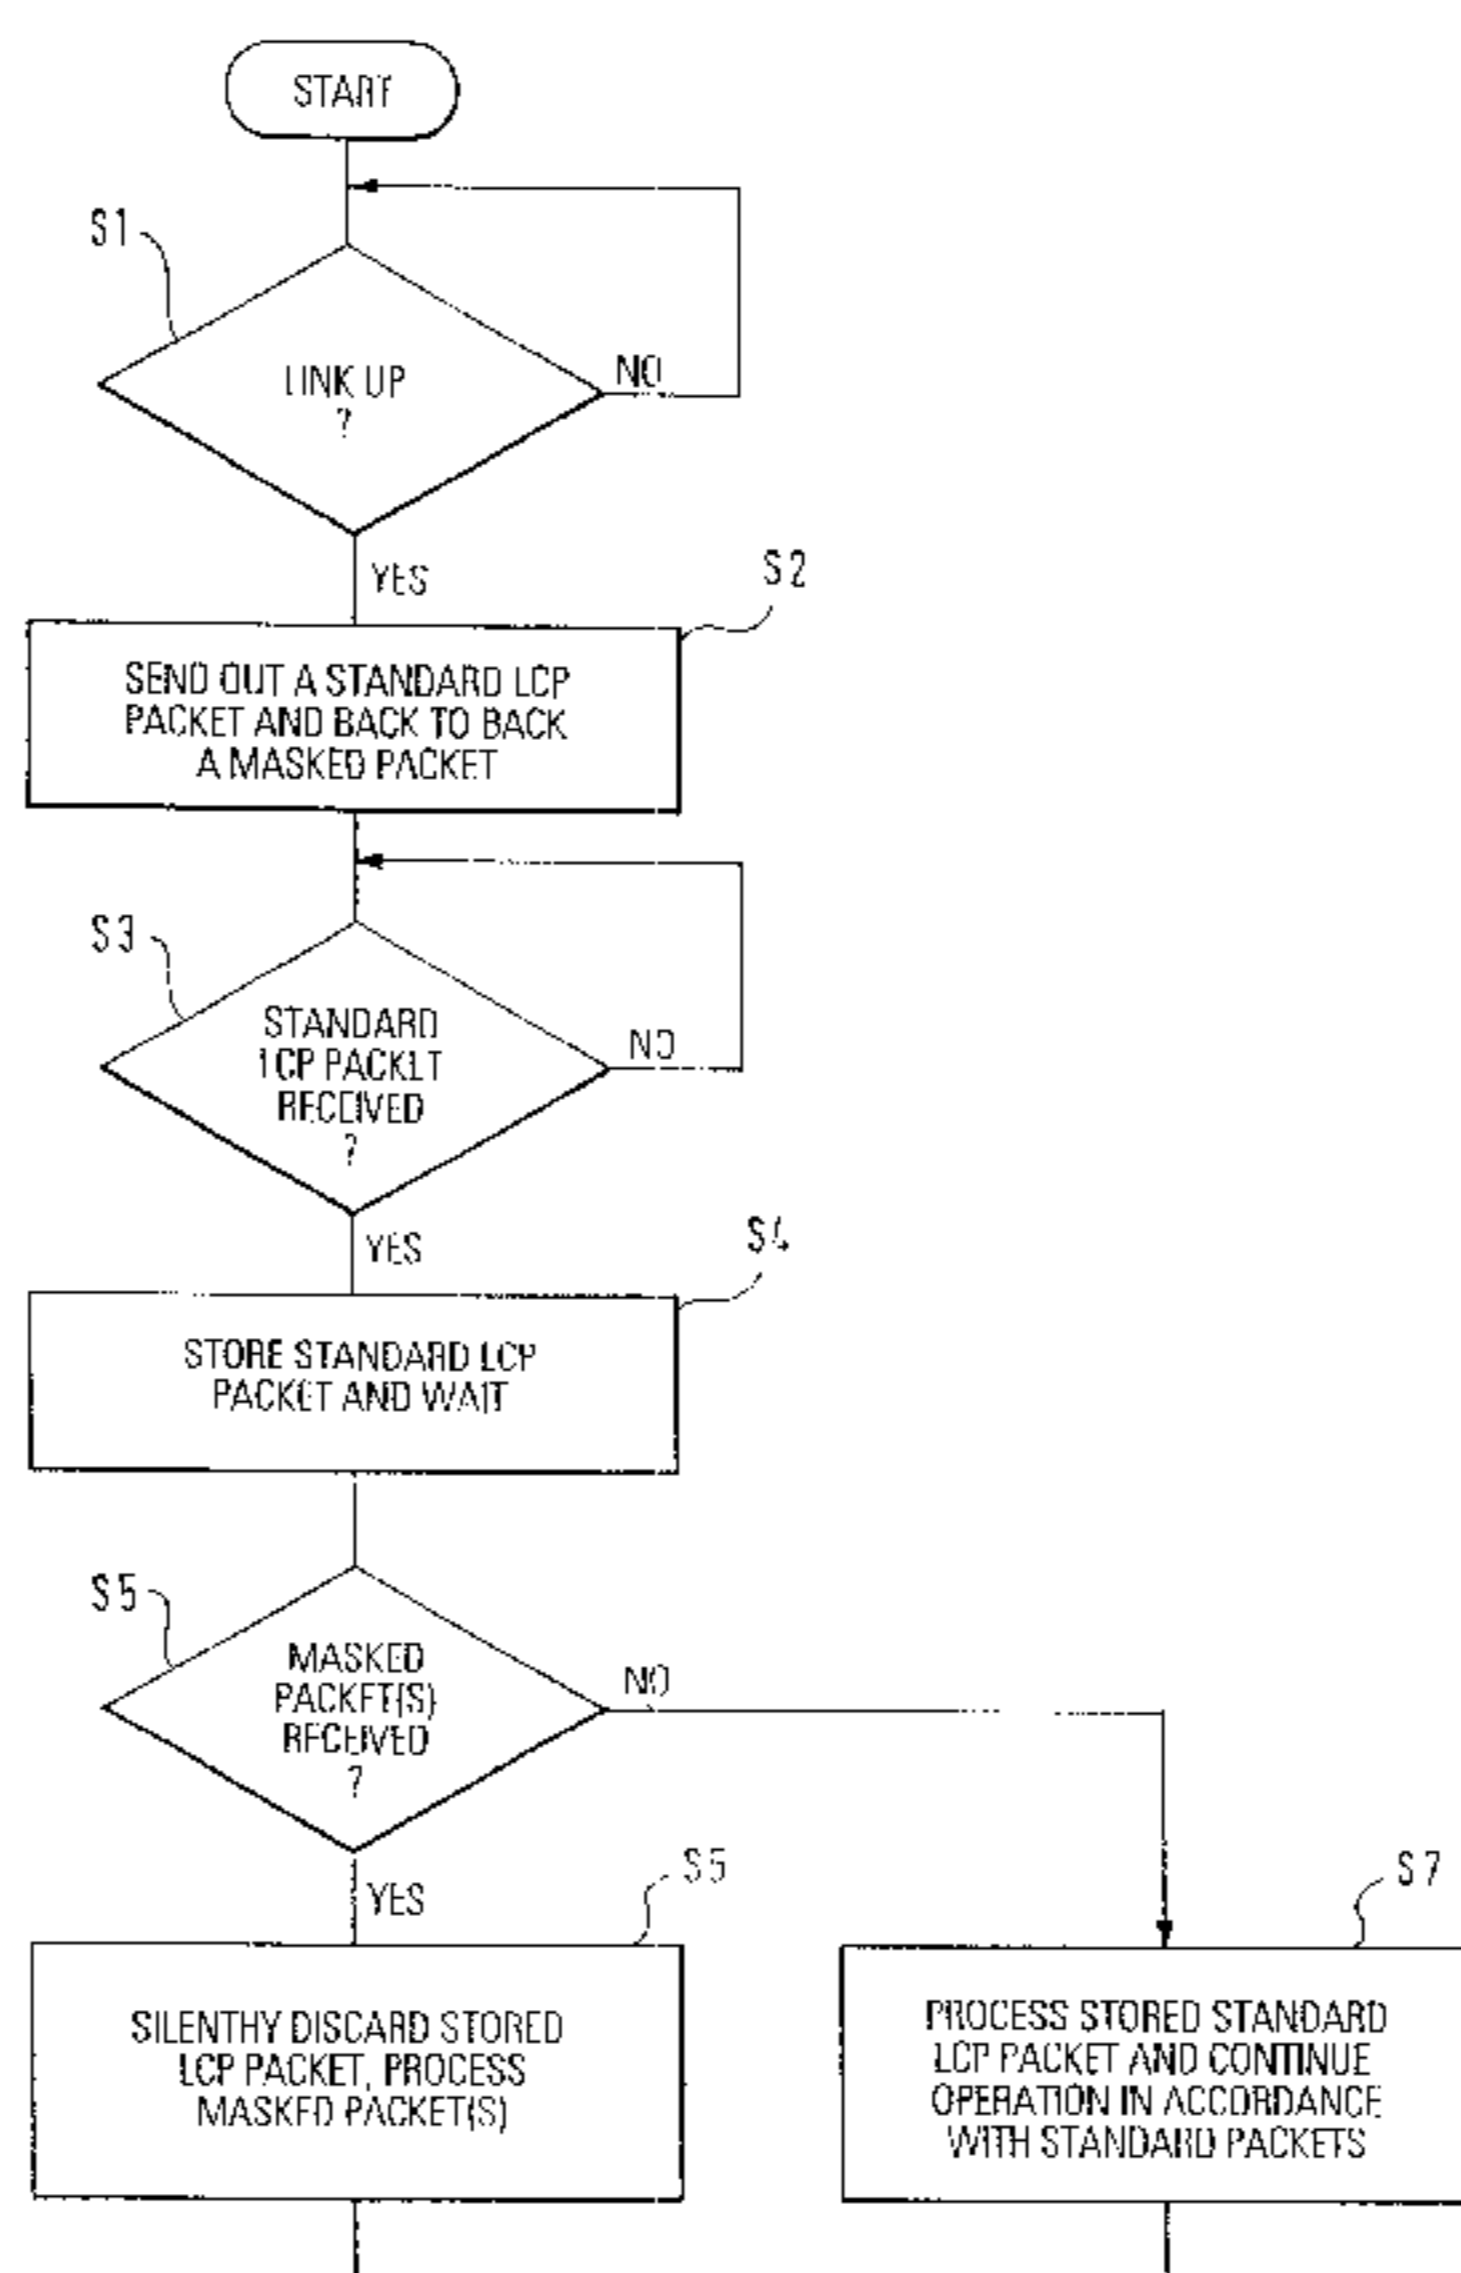 START
S1
LINK UP
?
NO
YES
S2
SEND OUT A STANDARD LCP
PACKET AND BACK TO BACK
A MASKED PACKET
S3
STANDARD
LCP PACKET
RECEIVED
?
NO
YES
S4
STORE STANDARD LCP
PACKET AND WAIT
S5
MASKED
PACKET(S)
RECEIVED
?
NO
YES
S6
SILENTHY DISCARD STORED
LCP PACKET, PROCESS
MASKED PACKET(S)
S7
PROCESS STORED STANDARD
LCP PACKET AND CONTINUE
OPERATION IN ACCORDANCE
WITH STANDARD PACKETS